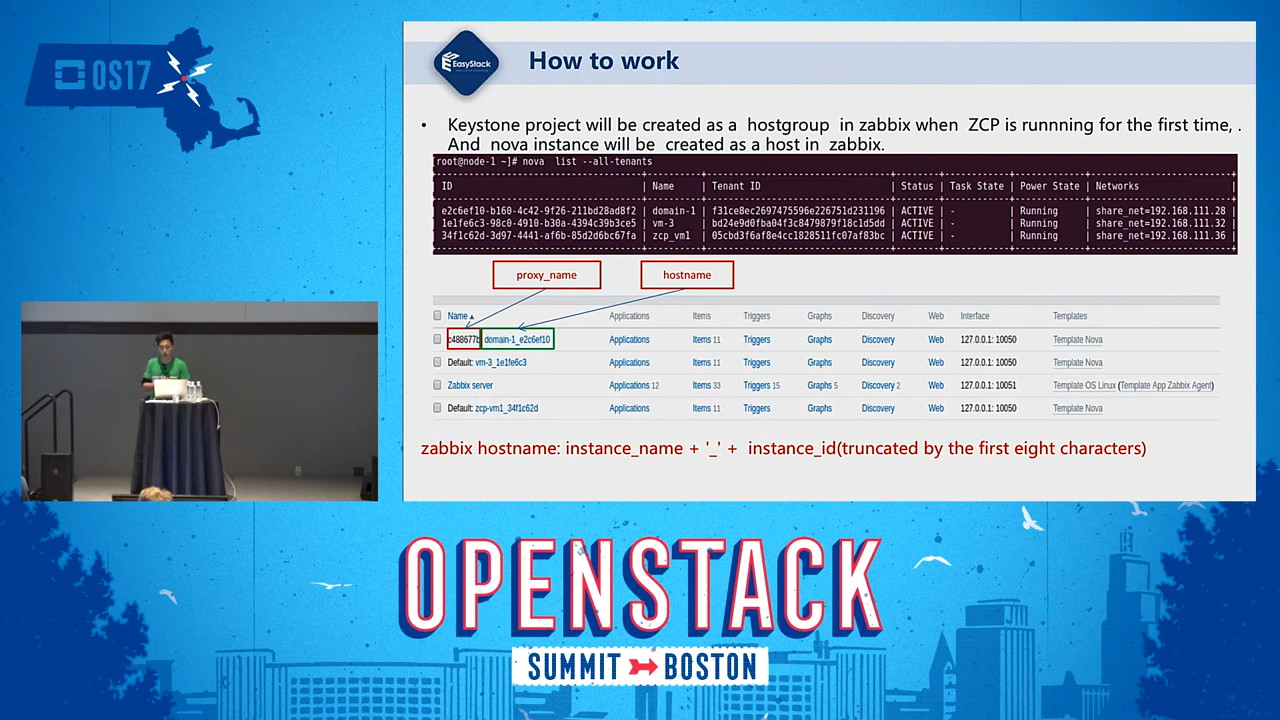 OS17
EasyStack
How to work
• Keystone project will be created as a hostgroup in zabbix when ZCP is runnning for the first time, .
And nova instance will be created as a host in zabbix.
[root@node-1 ~]# nova list --all-tenants
ID | Name | Tenant ID | Status | Task State | Power State | Networks |
e2c6ef10-b160-4c42-9f26-211bd28ad8f2 | domain-1 | f31ce8ec2697475596e226751d231196 | ACTIVE | - | Running | share_net=192.168.111.28 |
1e1fe6c3-98c0-4910-b30a-4394c39b3ce5 | vm-3 | bd24e9d0fba04f3c8479879f18c1d5dd | ACTIVE | - | Running | share_net=192.168.111.32 |
34f1c62d-3d97-4441-af6b-85d2d6bc67fa | zcp_vm1 | 05cbd3f6af8e4cc1828511fc07af83bc | ACTIVE | - | Running | share_net=192.168.111.36 |
proxy_name hostname
Name ▲ Applications Items Triggers Graphs Discovery Web Interface Templates
c488677b domain-1_e2c6ef10 Applications Items 11 Triggers Graphs Discovery Web 127.0.0.1: 10050 Template Nova
Default: vm-3_1e1fe6c3 Applications Items 11 Triggers Graphs Discovery Web 127.0.0.1: 10050 Template Nova
Zabbix server Applications 12 Items 33 Triggers 15 Graphs 5 Discovery 2 Web 127.0.0.1: 10051 Template OS Linux (Template App Zabbix Agent)
Default: zcp-vm1_34f1c62d Applications Items 11 Triggers Graphs Discovery Web 127.0.0.1: 10050 Template Nova
zabbix hostname: instance_name + '_' + instance_id(truncated by the first eight characters)
OPENSTACK
SUMMIT BOSTON